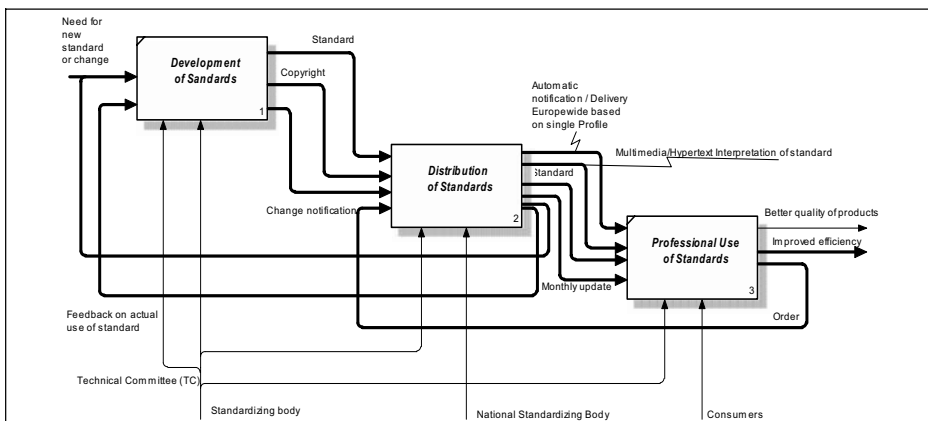 Need for
new
standard
or change
Standard
Development
of Sandards
1
Copyright
Automatic
notification / Delivery
Europewide based
on single Profile
Multimedia/Hypertext Interpretation of standard
Distribution
of Standards
2
Standard
Change notification
Better quality of products
Professional Use
of Standards
3
Improved efficiency
Monthly update
Feedback on actual
use of standard
Order
Technical Committee (TC)
Standardizing body
National Standardizing Body
Consumers